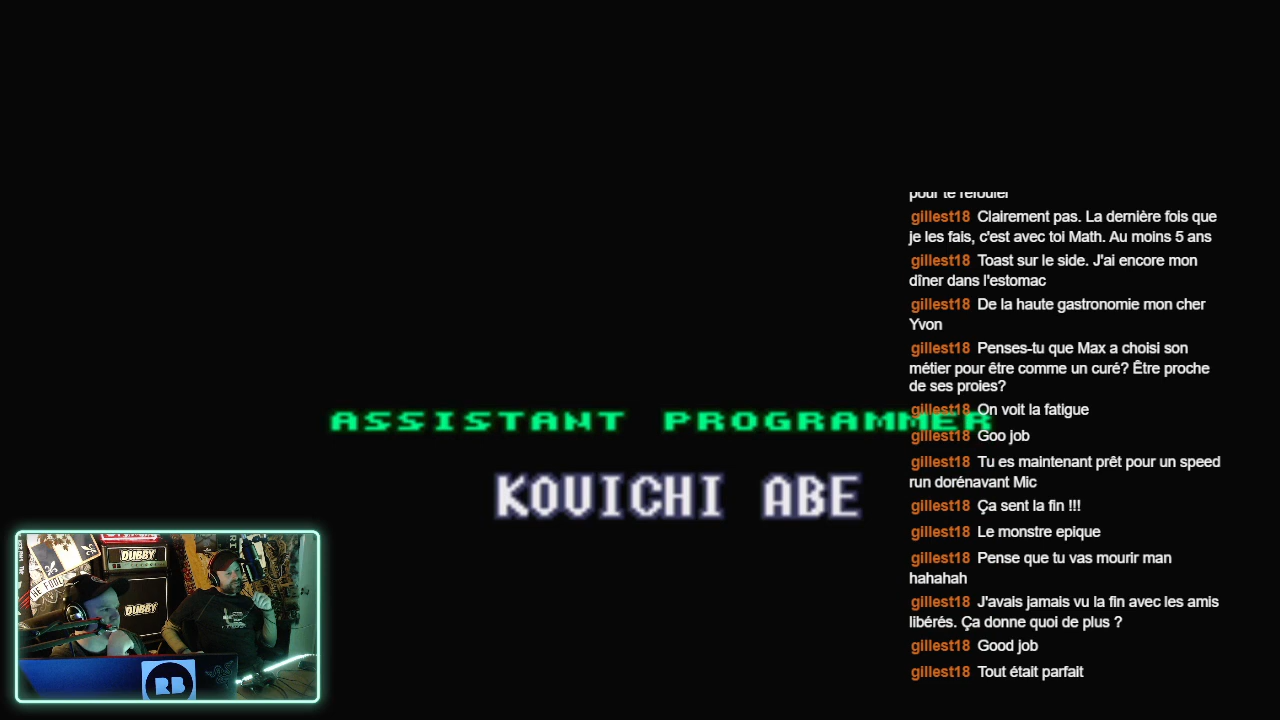 gillest18 Clairement pas. La dernière fois que
je les fais, c'est avec toi Math. Au moins 5 ans
gillest18 Toast sur le side. J'ai encore mon
dîner dans l'estomac
gillest18 De la haute gastronomie mon cher
Yvon
gillest18 Penses-tu que Max a choisi son
métier pour être comme un curé? Être proche
de ses proies?
gillest18 On voit la fatigue
ASSISTANT PROGRAMMER
gillest18 Goo job
gillest18 Tu es maintenant prêt pour un speed
run dorénavant Mic
KOUICHI ABE
gillest18 Ça sent la fin !!!
gillest18 Le monstre epique
gillest18 Pense que tu vas mourir man
hahahah
gillest18 J'avais jamais vu la fin avec les amis
libérés. Ça donne quoi de plus ?
gillest18 Good job
gillest18 Tout était parfait
DUBBY
DUBBY
RB